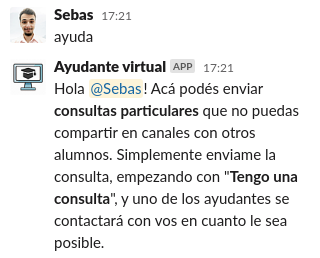 Sebas 17:21
ayuda
Ayudante virtual APP 17:21
Hola @Sebas! Acá podés enviar
consultas particulares que no puedas
compartir en canales con otros
alumnos. Simplemente enviame la
consulta, empezando con "Tengo una
consulta", y uno de los ayudantes se
contactará con vos en cuanto le sea
posible.